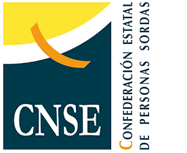 CNSE
CONFEDERACIÓN ESTATAL
DE PERSONAS SORDAS